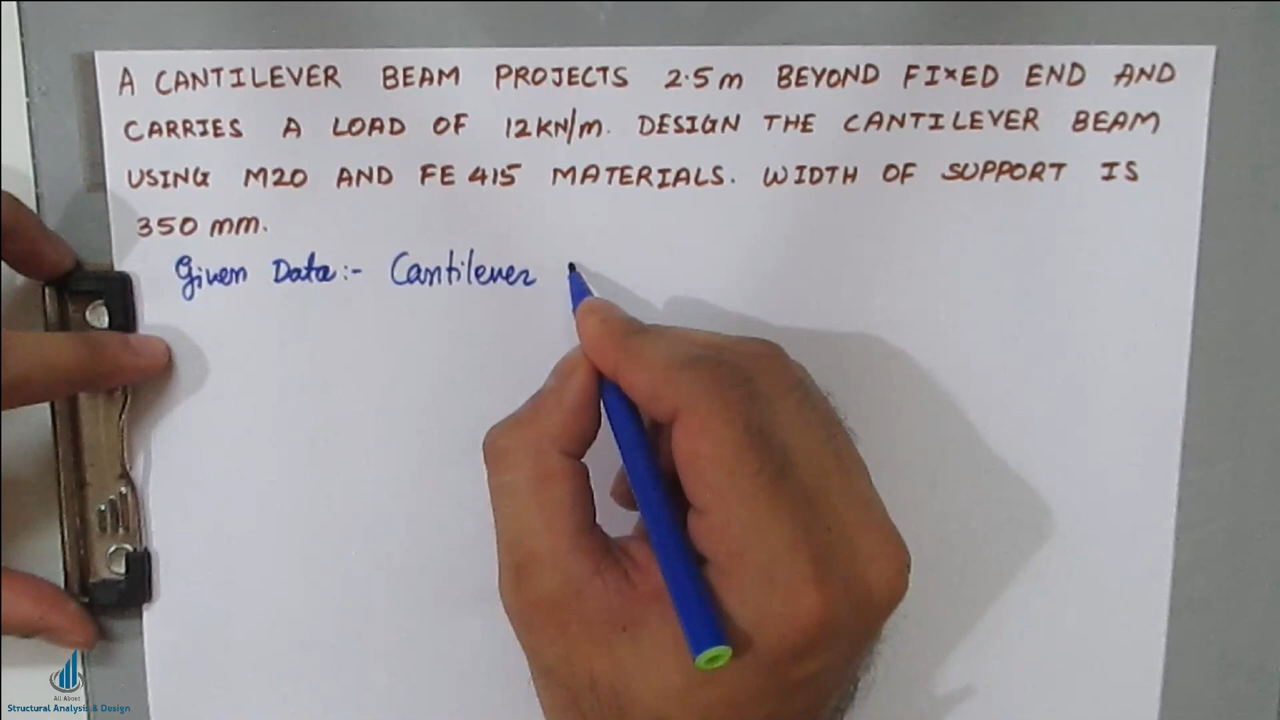 A CANTILEVER BEAM PROJECTS 2.5m BEYOND FIXED END AND
CARRIES A LOAD OF 12KN/m. DESIGN THE CANTILEVER BEAM
USING M20 AND FE 415 MATERIALS. WIDTH OF SUPPORT IS
350 mm.
Given Data:- Cantilever
All About
Structural Analysis & Design